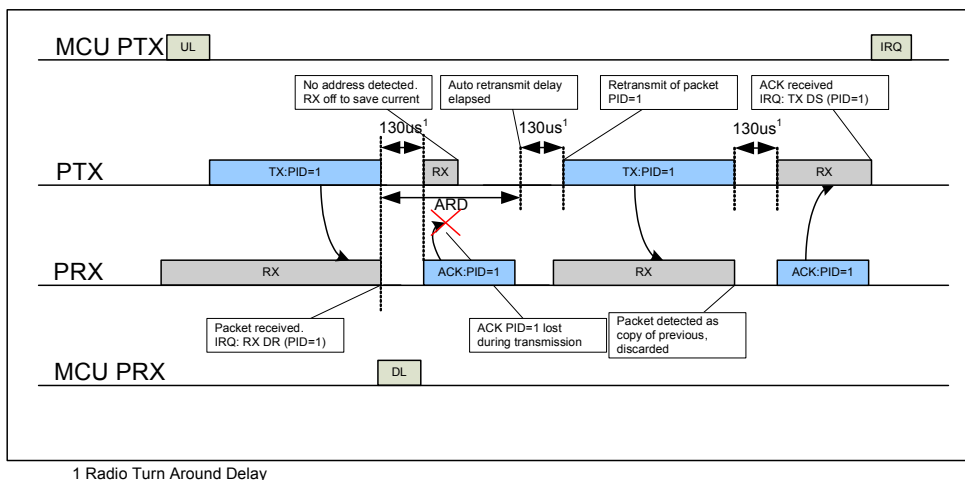 MCU PTX
UL
IRQ
No address detected.
RX off to save current
Auto retransmit delay
elapsed
Retransmit of packet
PID=1
ACK received
IRQ: TX DS (PID=1)
130us1
130us1
130us1
PTX
TX:PID=1
RX
TX:PID=1
RX
ARD
PRX
RX
ACK:PID=1
RX
ACK:PID=1
Packet received.
IRQ: RX DR (PID=1)
ACK PID=1 lost
during transmission
Packet detected as
copy of previous,
discarded
MCU PRX
DL
1 Radio Turn Around Delay